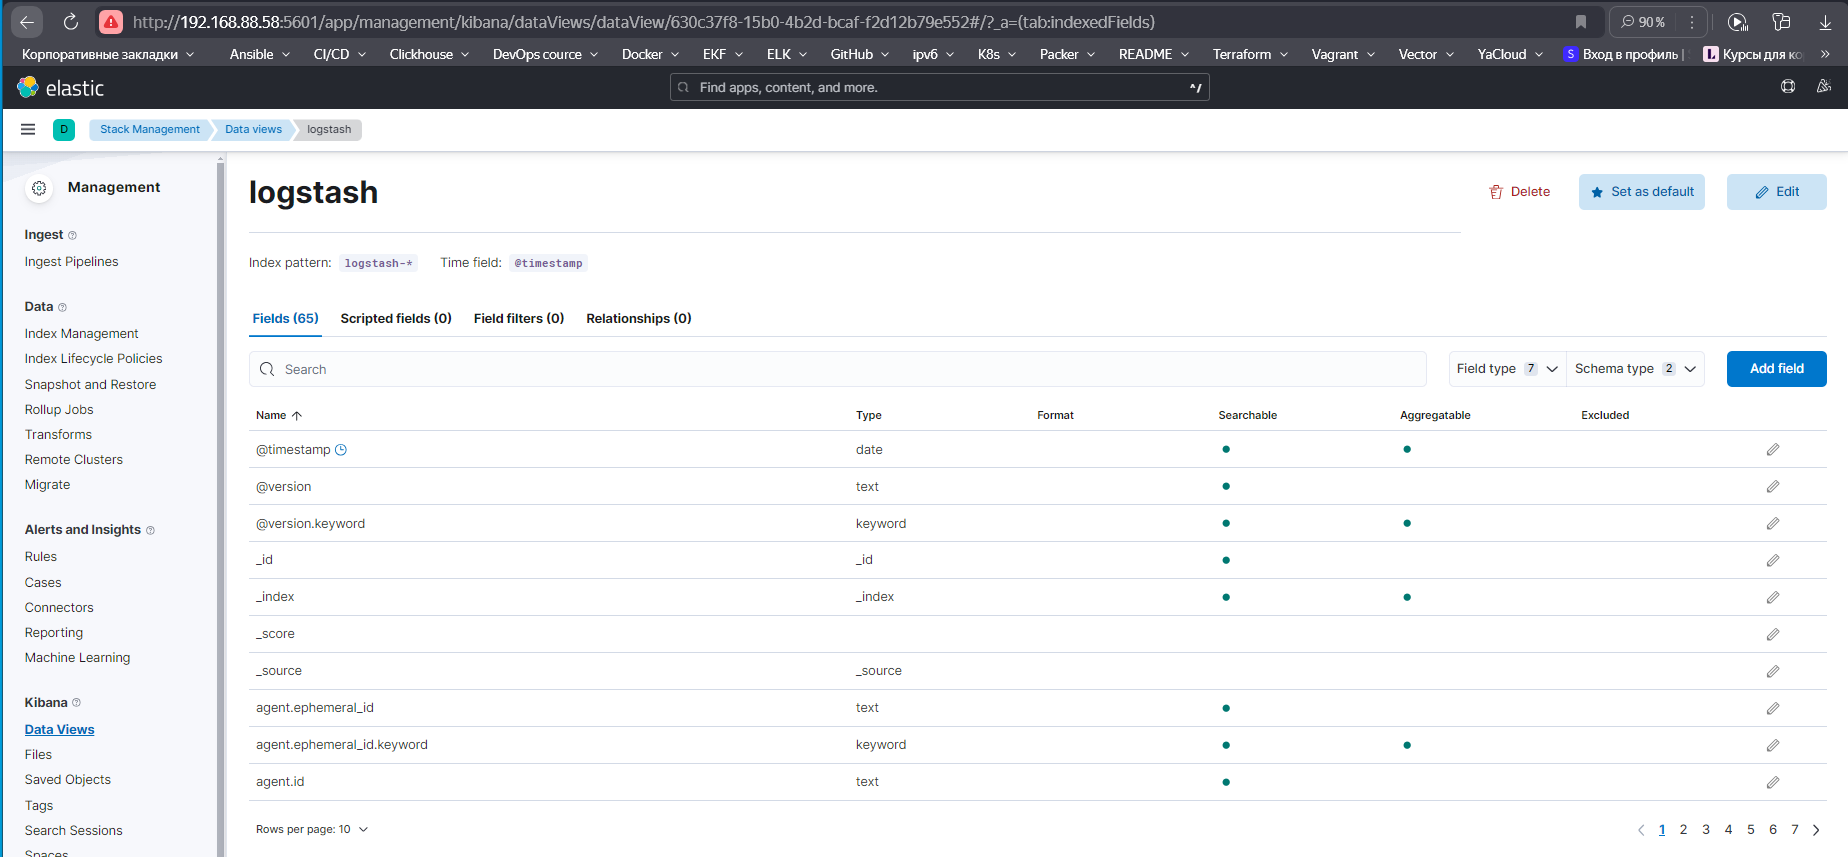 http://192.168.88.58:5601/app/management/kibana/dataViews/dataView/630c37f8-15b0-4b2d-bcaf-f2d12b79e552#/?_a=(tab:indexedFields)
90 %
Корпоративные закладки Ansible CI/CD Clickhouse DevOps cource Docker EKF ELK GitHub ipv6 K8s Packer README Terraform Vagrant Vector YaCloud S Вход в профиль | L Курсы для ко »
elastic
Find apps, content, and more. ^/
D Stack Management Data views logstash
Management
Ingest
Ingest Pipelines
Data
Index Management
Index Lifecycle Policies
Snapshot and Restore
Rollup Jobs
Transforms
Remote Clusters
Migrate
Alerts and Insights
Rules
Cases
Connectors
Reporting
Machine Learning
Kibana
Data Views
Files
Saved Objects
Tags
Search Sessions
Spaces
logstash
Delete Set as default Edit
Index pattern: logstash-* Time field: @timestamp
Fields (65) Scripted fields (0) Field filters (0) Relationships (0)
Search
Field type 7 Schema type 2 Add field
Name Type Format Searchable Aggregatable Excluded
@timestamp date
@version text
@version.keyword keyword
_id _id
_index _index
_score
_source _source
agent.ephemeral_id text
agent.ephemeral_id.keyword keyword
agent.id text
Rows per page: 10
1 2 3 4 5 6 7